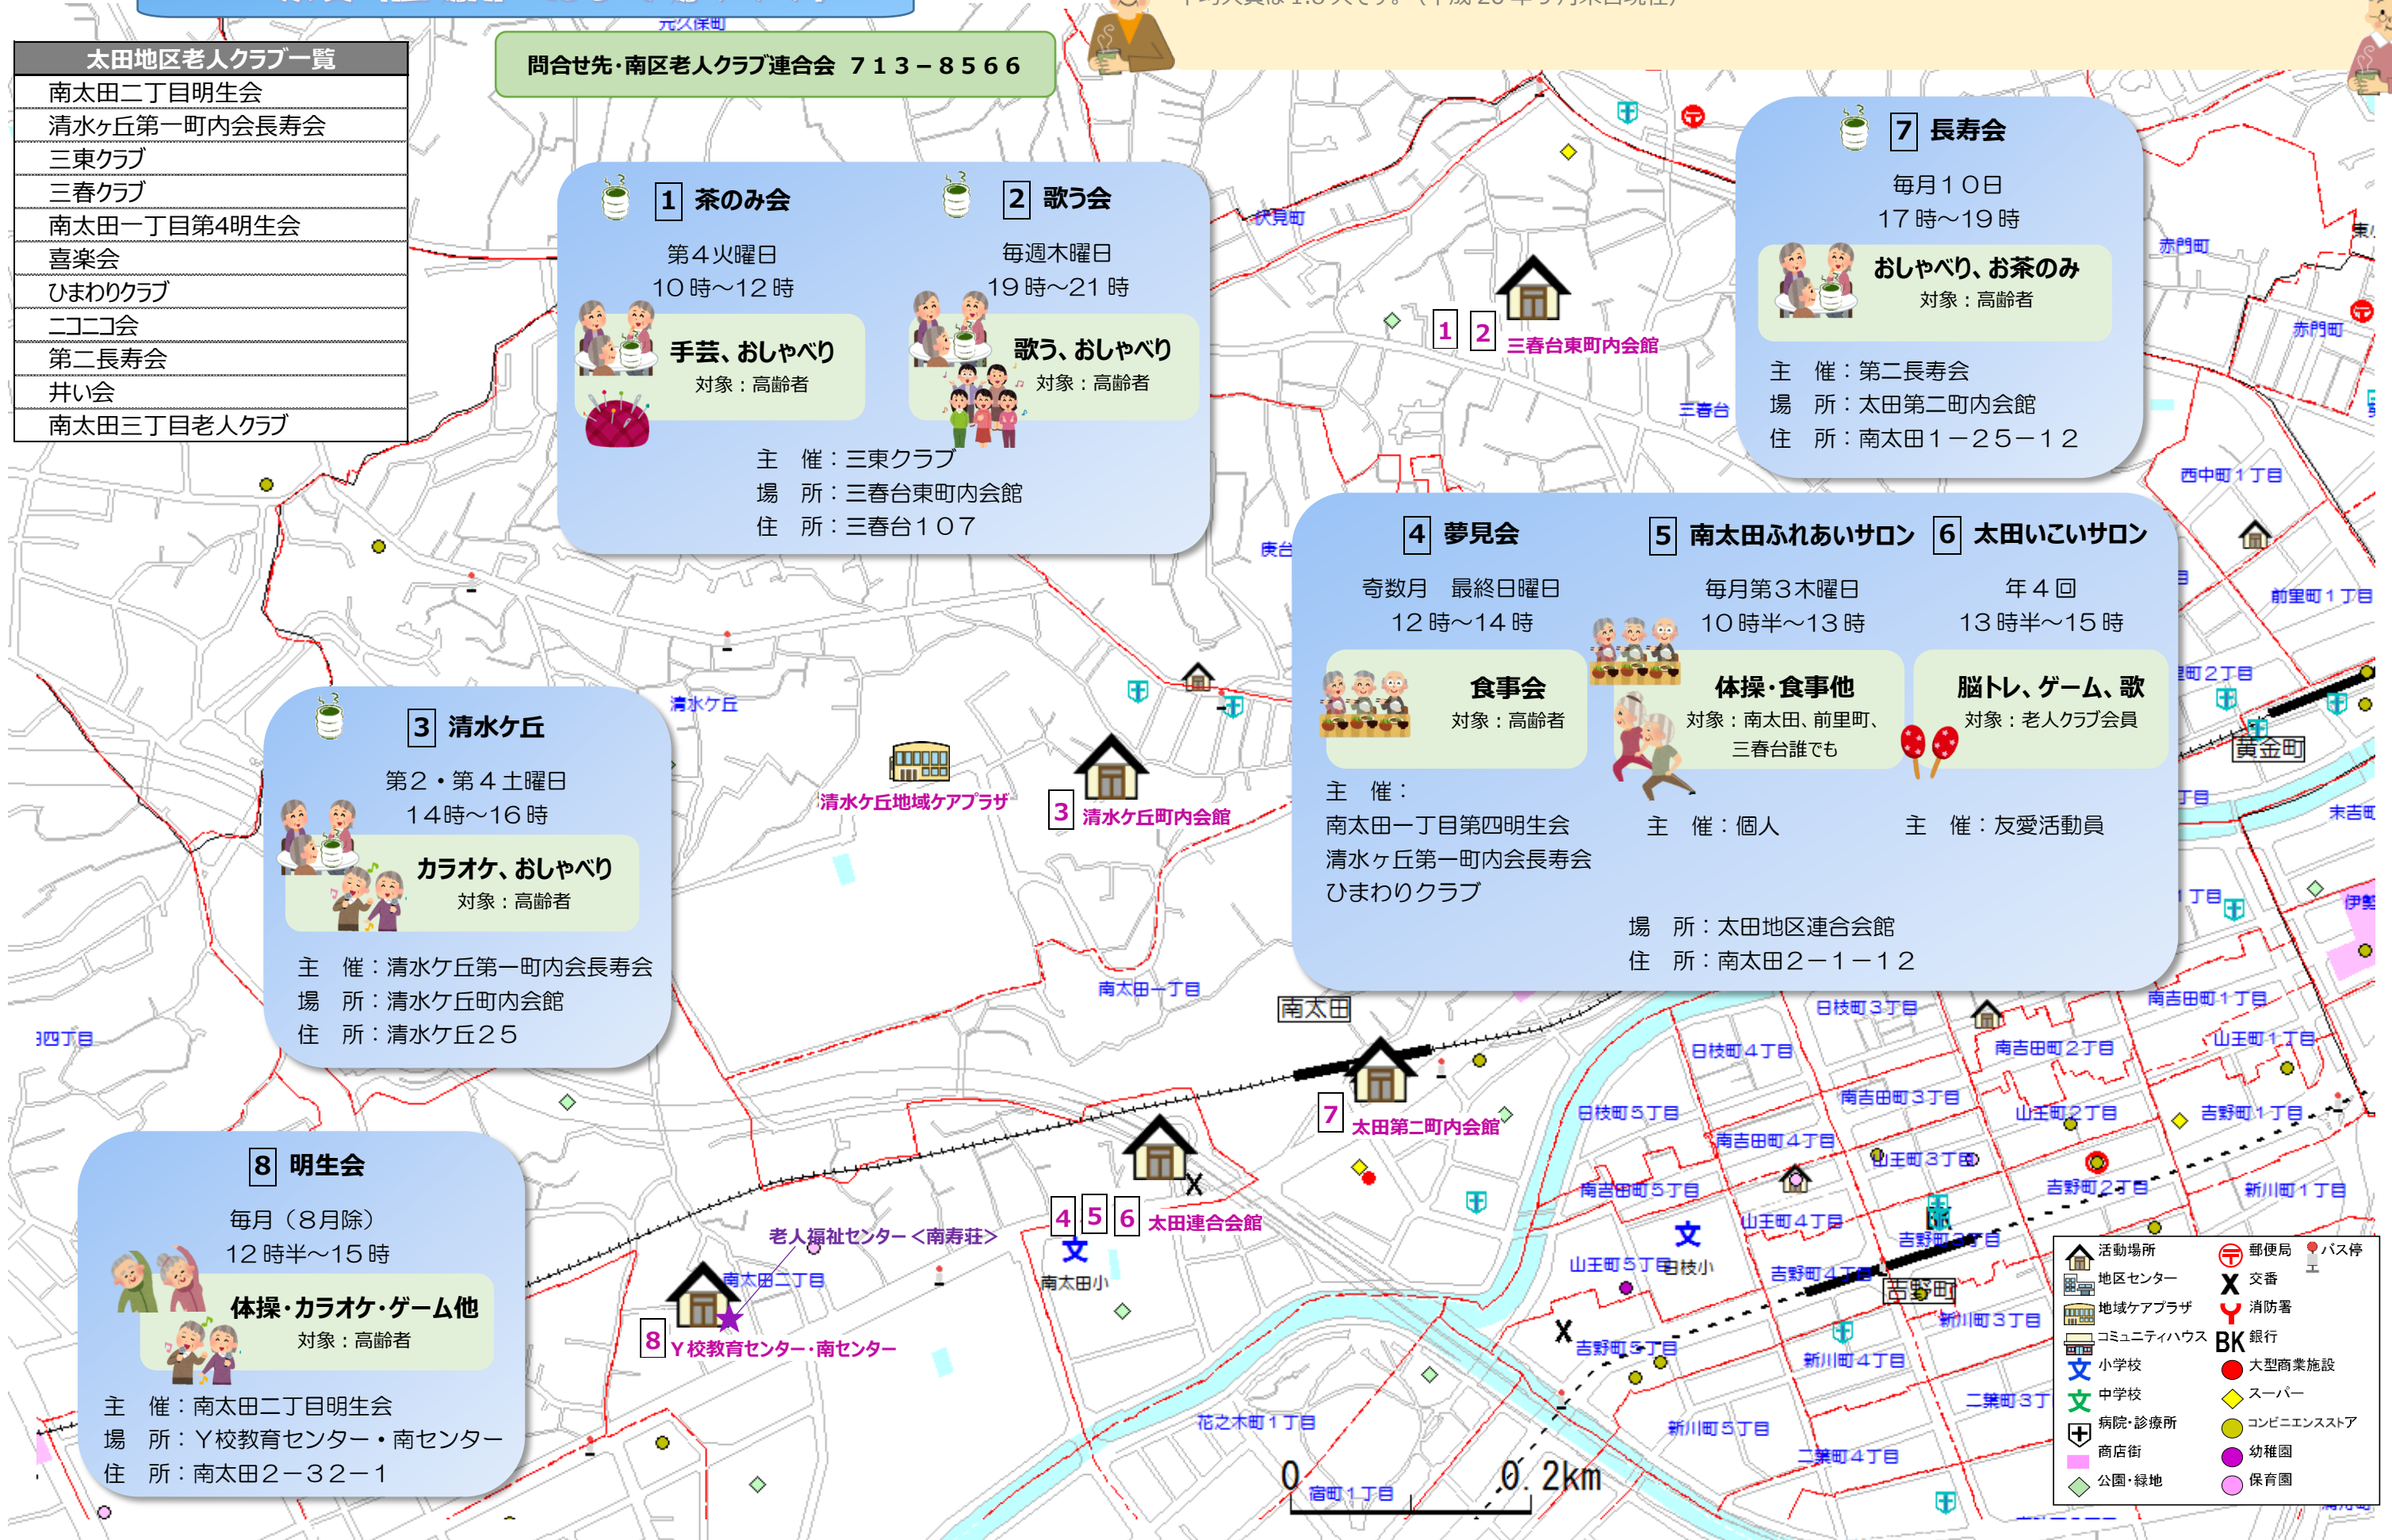 元久保町
太田地区老人クラブ一覧
南太田二丁目明生会
清水ヶ丘第一町内会長寿会
三東クラブ
三春クラブ
南太田一丁目第4明生会
喜楽会
ひまわりクラブ
ニコニコ会
第二長寿会
井い会
南太田三丁目老人クラブ
問合せ先・南区老人クラブ連合会 ７１３－８５６６
1 茶のみ会
第４火曜日
10時～12時
手芸、おしゃべり
対象：高齢者
2 歌う会
毎週木曜日
19時～21時
歌う、おしゃべり
対象：高齢者
主　催：三東クラブ
場　所：三春台東町内会館
住　所：三春台１０７
7 長寿会
毎月１０日
17時～19時
おしゃべり、お茶のみ
対象：高齢者
主　催：第二長寿会
場　所：太田第二町内会館
住　所：南太田１－２５－１２
伏見町
1 2 三春台東町内会館
三春台
赤門町
赤門町
西中町１丁目
前里町１丁目
庚台
4 夢見会
奇数月　最終日曜日
12時～14時
食事会
対象：高齢者
主　催：
南太田一丁目第四明生会
清水ヶ丘第一町内会長寿会
ひまわりクラブ
5 南太田ふれあいサロン
毎月第３木曜日
10時半～13時
体操・食事他
対象：南太田、前里町、
三春台誰でも
主　催：個人
6 太田いこいサロン
年４回
13時半～15時
脳トレ、ゲーム、歌
対象：老人クラブ会員
主　催：友愛活動員
場　所：太田地区連合会館
住　所：南太田２－１－１２
黄金町
3 清水ケ丘
第２・第４土曜日
14時～16時
カラオケ、おしゃべり
対象：高齢者
主　催：清水ケ丘第一町内会長寿会
場　所：清水ケ丘町内会館
住　所：清水ケ丘２５
清水ケ丘
清水ケ丘地域ケアプラザ
3 清水ケ丘町内会館
南太田一丁目
南太田
7 太田第二町内会館
4 5 6 太田連合会館
南太田小
8 明生会
毎月（８月除）
12時半～15時
体操・カラオケ・ゲーム他
対象：高齢者
主　催：南太田二丁目明生会
場　所：Ｙ校教育センター・南センター
住　所：南太田２－３２－１
老人福祉センター＜南寿荘＞
南太田二丁目
8 Ｙ校教育センター・南センター
日枝町３丁目
日枝町４丁目
日枝町５丁目
南吉田町１丁目
南吉田町２丁目
南吉田町３丁目
南吉田町４丁目
南吉田町５丁目
山王町１丁目
山王町２丁目
山王町３丁目
山王町４丁目
山王町５丁目
日枝小
吉野町１丁目
吉野町２丁目
吉野町３丁目
吉野町４丁目
吉野町５丁目
吉野町
新川町１丁目
新川町３丁目
新川町４丁目
新川町５丁目
二葉町４丁目
花之木町１丁目
宿町１丁目
0
0.2km
活動場所
地区センター
地域ケアプラザ
コミュニティハウス
文 小学校
文 中学校
病院・診療所
商店街
公園・緑地
郵便局
バス停
X 交番
消防署
BK 銀行
大型商業施設
スーパー
コンビニエンスストア
幼稚園
保育園